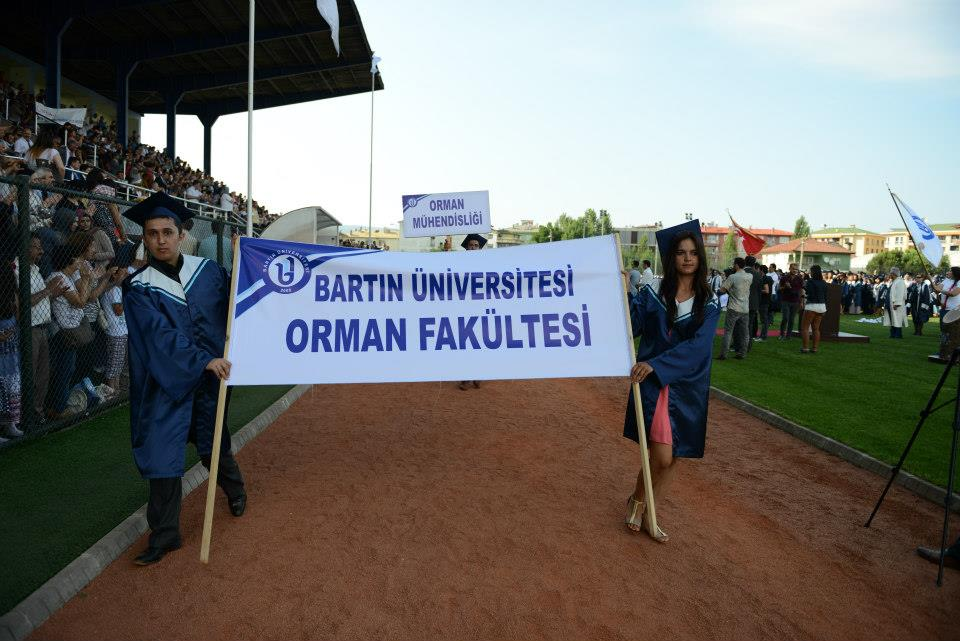 ORMAN
MÜHENDİSLİĞİ
BARTIN ÜNİVERSİTESİ
ORMAN FAKÜLTESİ